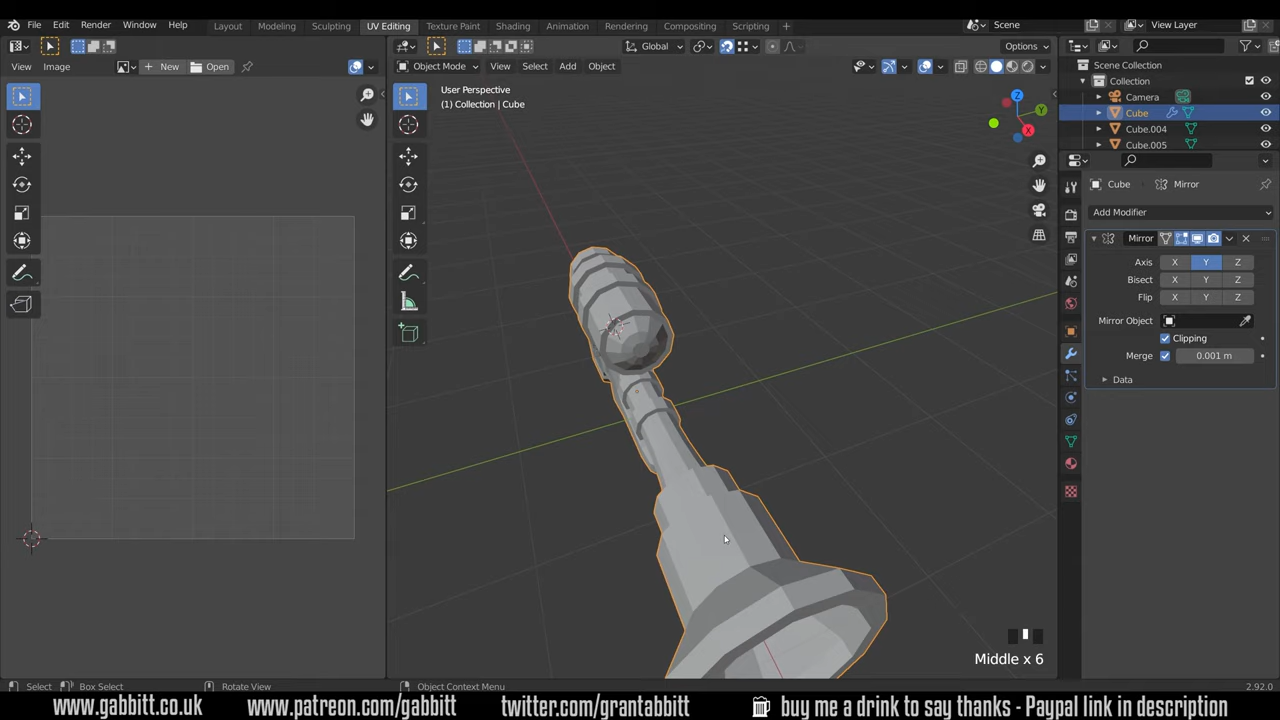 File Edit Render Window Help Layout Modeling Sculpting UV Editing Texture Paint Shading Animation Rendering Compositing Scripting + Scene View Layer
Global Options
View Image New Open Object Mode View Select Add Object
Scene Collection
Collection
Camera
Cube
Cube.004
Cube.005
User Perspective
(1) Collection | Cube
Z
Y
X
Cube Mirror
Add Modifier
Mirror
Axis X Y Z
Bisect X Y Z
Flip X Y Z
Mirror Object
Clipping
Merge 0.001 m
Data
Middle x 6
Select Box Select Rotate View Object Context Menu 2.92.0
www.gabbitt.co.uk www.patreon.com/gabbitt twitter.com/grantabbitt buy me a drink to say thanks - Paypal link in description